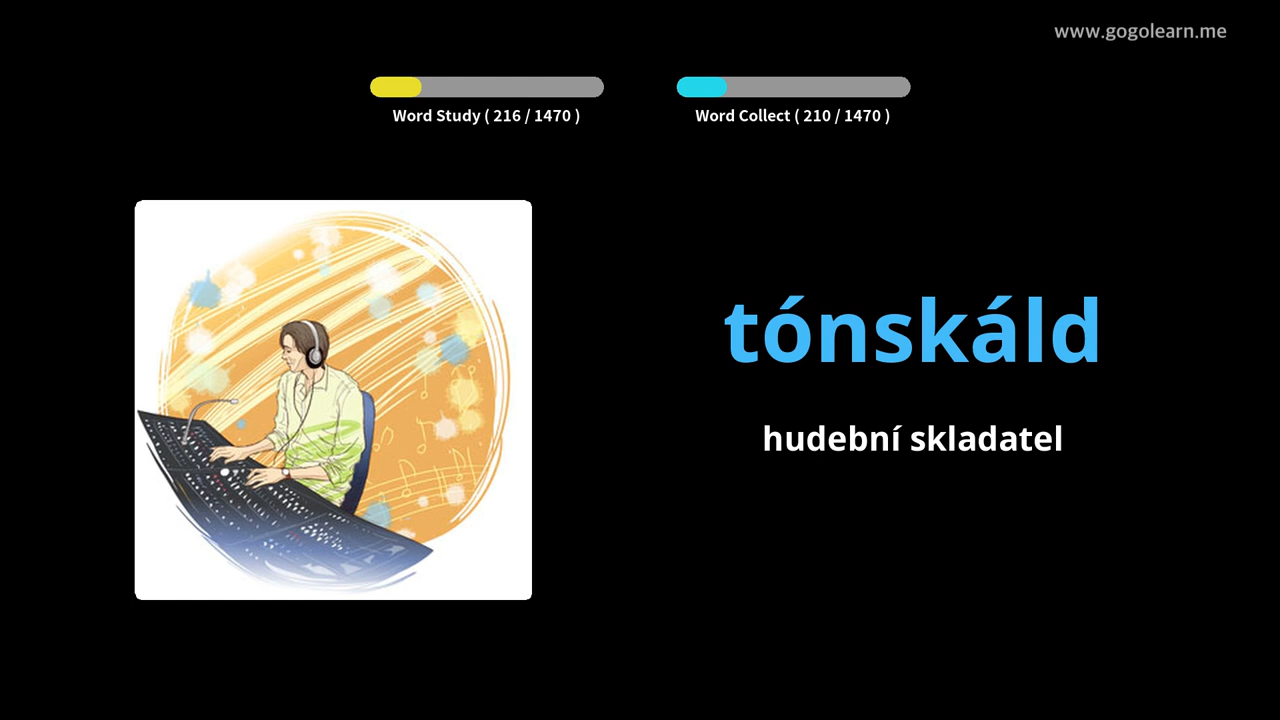 www.gogolearn.me
Word Study ( 216 / 1470 )
Word Collect ( 210 / 1470 )
tónskáld
hudební skladatel